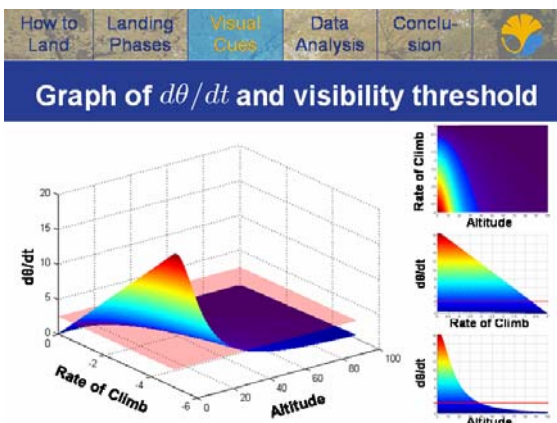 How to
Land
Landing
Phases
Visual
Cues
Data
Analysis
Conclu-
sion
Graph of dθ/dt and visibility threshold
20
15
10
5
0
dθ/dt
0
-2
-4
-6
Rate of Climb
0
20
40
60
80
100
Altitude
Rate of Climb
Altitude
dθ/dt
Rate of Climb
dθ/dt
Altitude